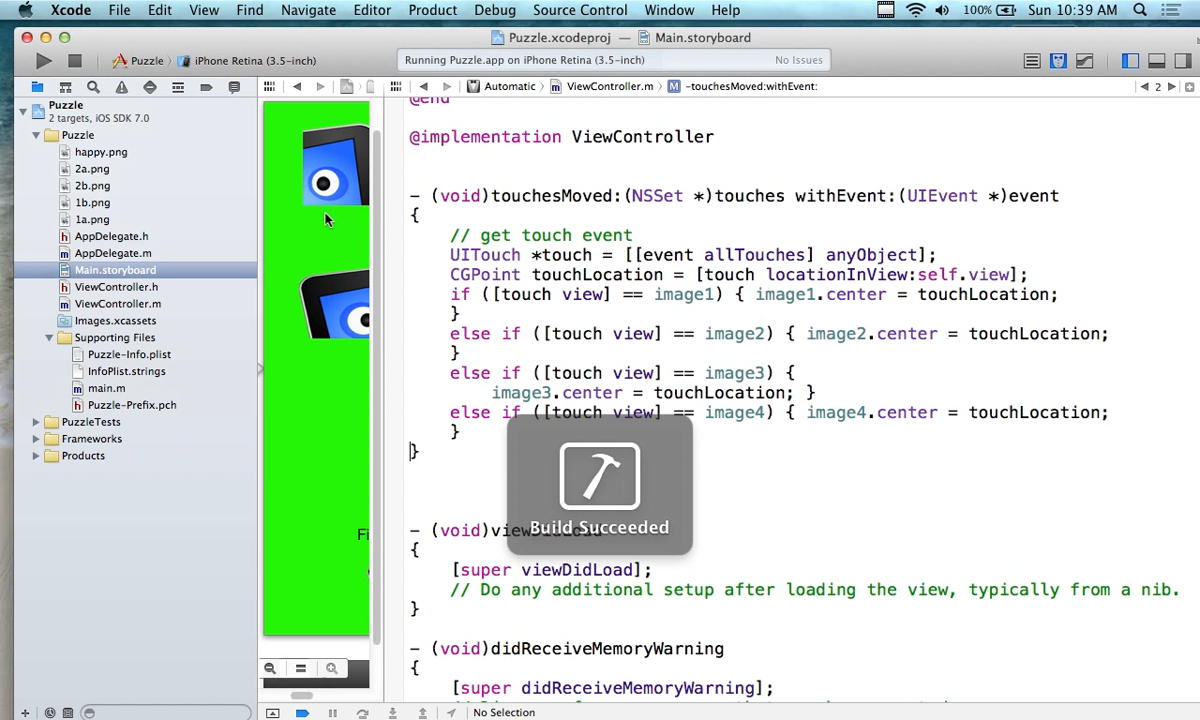 Xcode File Edit View Find Navigate Editor Product Debug Source Control Window Help 100% Sun 10:39 AM
Puzzle.xcodeproj — Main.storyboard
Puzzle iPhone Retina (3.5-inch) Running Puzzle.app on iPhone Retina (3.5-inch) No Issues
Automatic ViewController.m -touchesMoved:withEvent: 2
Puzzle
2 targets, iOS SDK 7.0
Puzzle
happy.png
2a.png
2b.png
1b.png
1a.png
AppDelegate.h
AppDelegate.m
Main.storyboard
ViewController.h
ViewController.m
Images.xcassets
Supporting Files
Puzzle-Info.plist
InfoPlist.strings
main.m
Puzzle-Prefix.pch
PuzzleTests
Frameworks
Products
Fi
@end
@implementation ViewController
- (void)touchesMoved:(NSSet *)touches withEvent:(UIEvent *)event
{
// get touch event
UITouch *touch = [[event allTouches] anyObject];
CGPoint touchLocation = [touch locationInView:self.view];
if ([touch view] == image1) { image1.center = touchLocation;
}
else if ([touch view] == image2) { image2.center = touchLocation;
}
else if ([touch view] == image3) {
image3.center = touchLocation; }
else if ([touch view] == image4) { image4.center = touchLocation;
}
}
Build Succeeded
- (void)viewDidLoad
{
[super viewDidLoad];
// Do any additional setup after loading the view, typically from a nib.
}
- (void)didReceiveMemoryWarning
{
[super didReceiveMemoryWarning];
No Selection